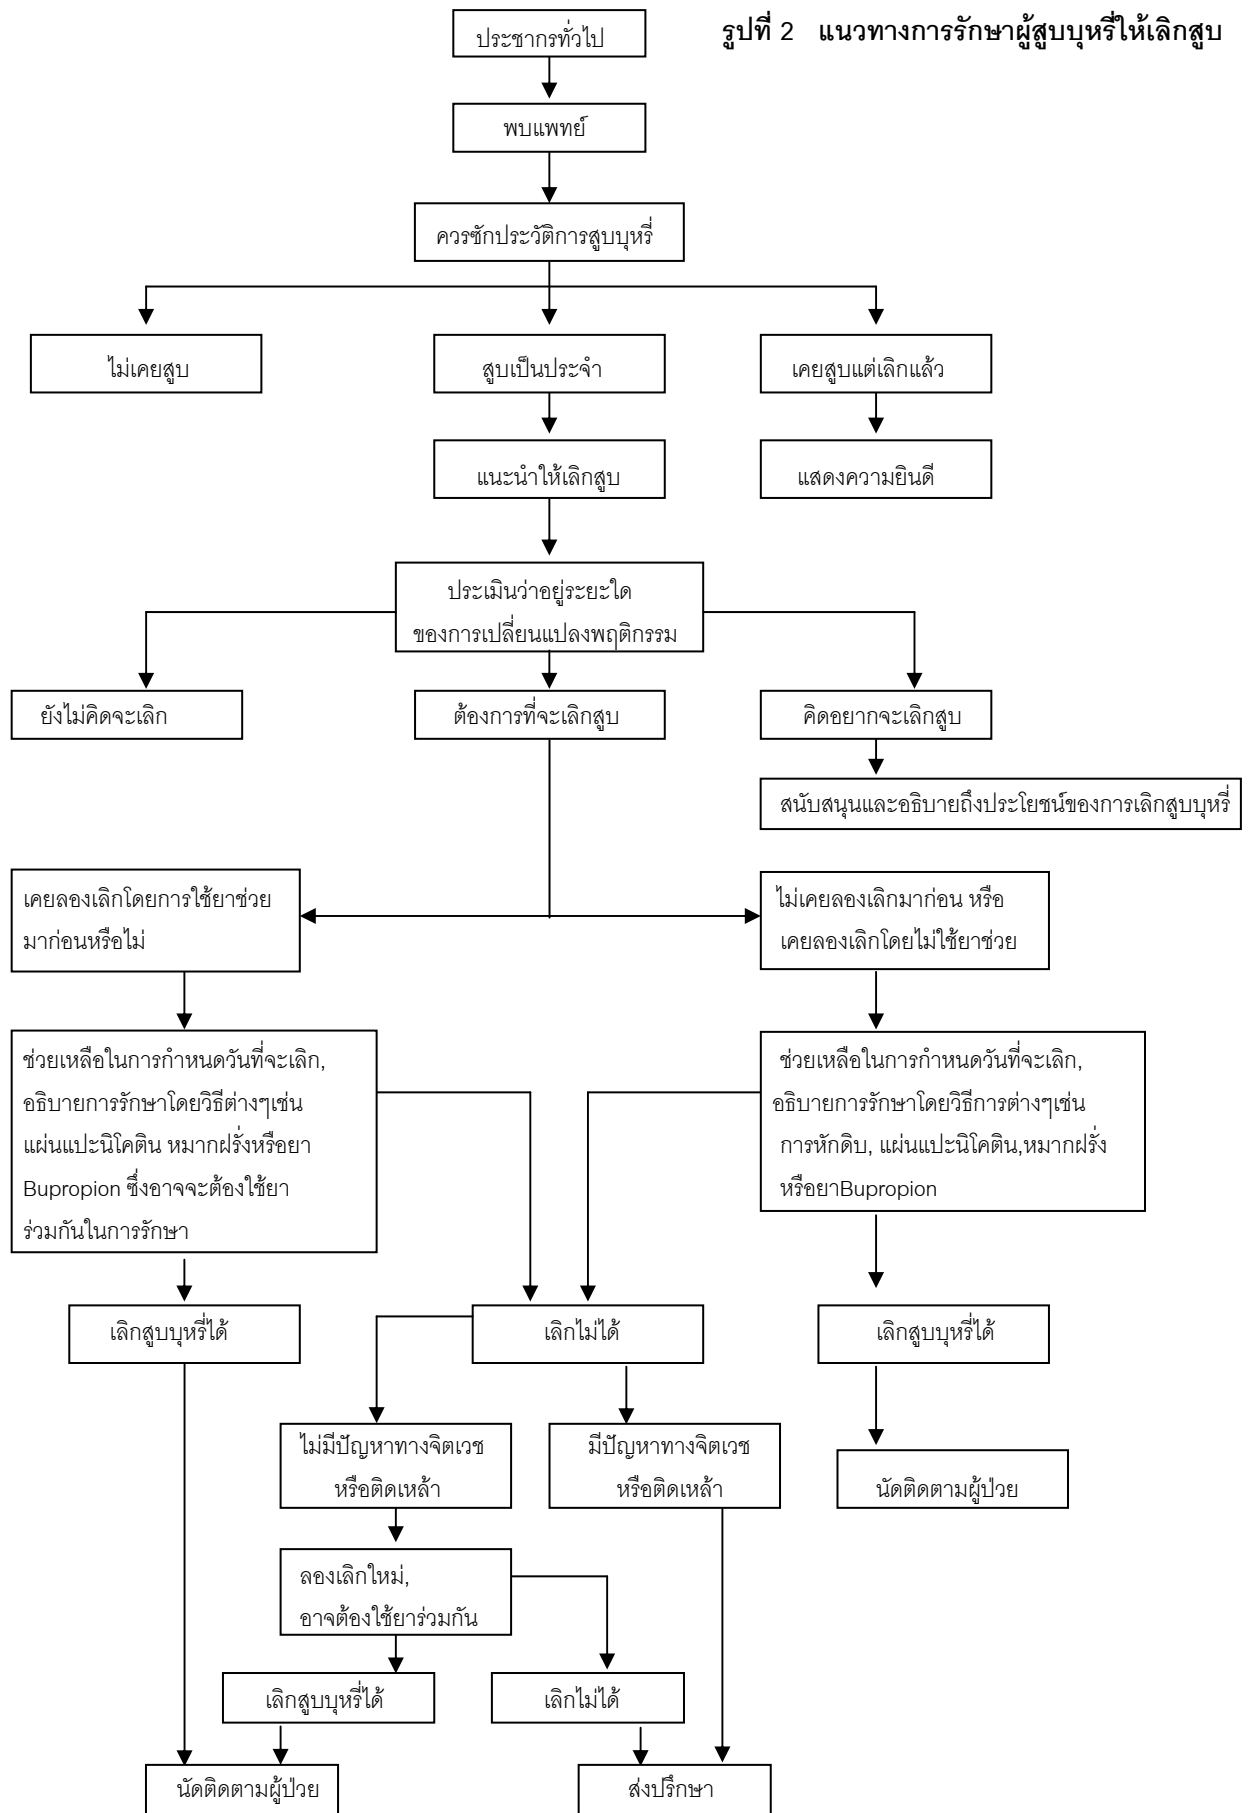 รูปที่ 2 แนวทางการรักษาผู้สูบบุหรี่ให้เลิกสูบ
ประชากรทั่วไป
พบแพทย์
ควรซักประวัติการสูบบุหรี่
ไม่เคยสูบ
สูบเป็นประจำ
เคยสูบแต่เลิกแล้ว
แนะนำให้เลิกสูบ
แสดงความยินดี
ประเมินว่าอยู่ระยะใด
ของการเปลี่ยนแปลงพฤติกรรม
ยังไม่คิดจะเลิก
ต้องการที่จะเลิกสูบ
คิดอยากจะเลิกสูบ
สนับสนุนและอธิบายถึงประโยชน์ของการเลิกสูบบุหรี่
เคยลองเลิกโดยการใช้ยาช่วย
มาก่อนหรือไม่
ไม่เคยลองเลิกมาก่อน หรือ
เคยลองเลิกโดยไม่ใช้ยาช่วย
ช่วยเหลือในการกำหนดวันที่จะเลิก,
อธิบายการรักษาโดยวิธีต่างๆเช่น
แผ่นแปะนิโคติน หมากฝรั่งหรือยา
Bupropion ซึ่งอาจจะต้องใช้ยา
ร่วมกันในการรักษา
ช่วยเหลือในการกำหนดวันที่จะเลิก,
อธิบายการรักษาโดยวิธีการต่างๆเช่น
การหักดิบ, แผ่นแปะนิโคติน,หมากฝรั่ง
หรือยาBupropion
เลิกสูบบุหรี่ได้
เลิกไม่ได้
เลิกสูบบุหรี่ได้
ไม่มีปัญหาทางจิตเวช
หรือติดเหล้า
มีปัญหาทางจิตเวช
หรือติดเหล้า
นัดติดตามผู้ป่วย
ลองเลิกใหม่,
อาจต้องใช้ยาร่วมกัน
เลิกสูบบุหรี่ได้
เลิกไม่ได้
นัดติดตามผู้ป่วย
ส่งปรึกษา